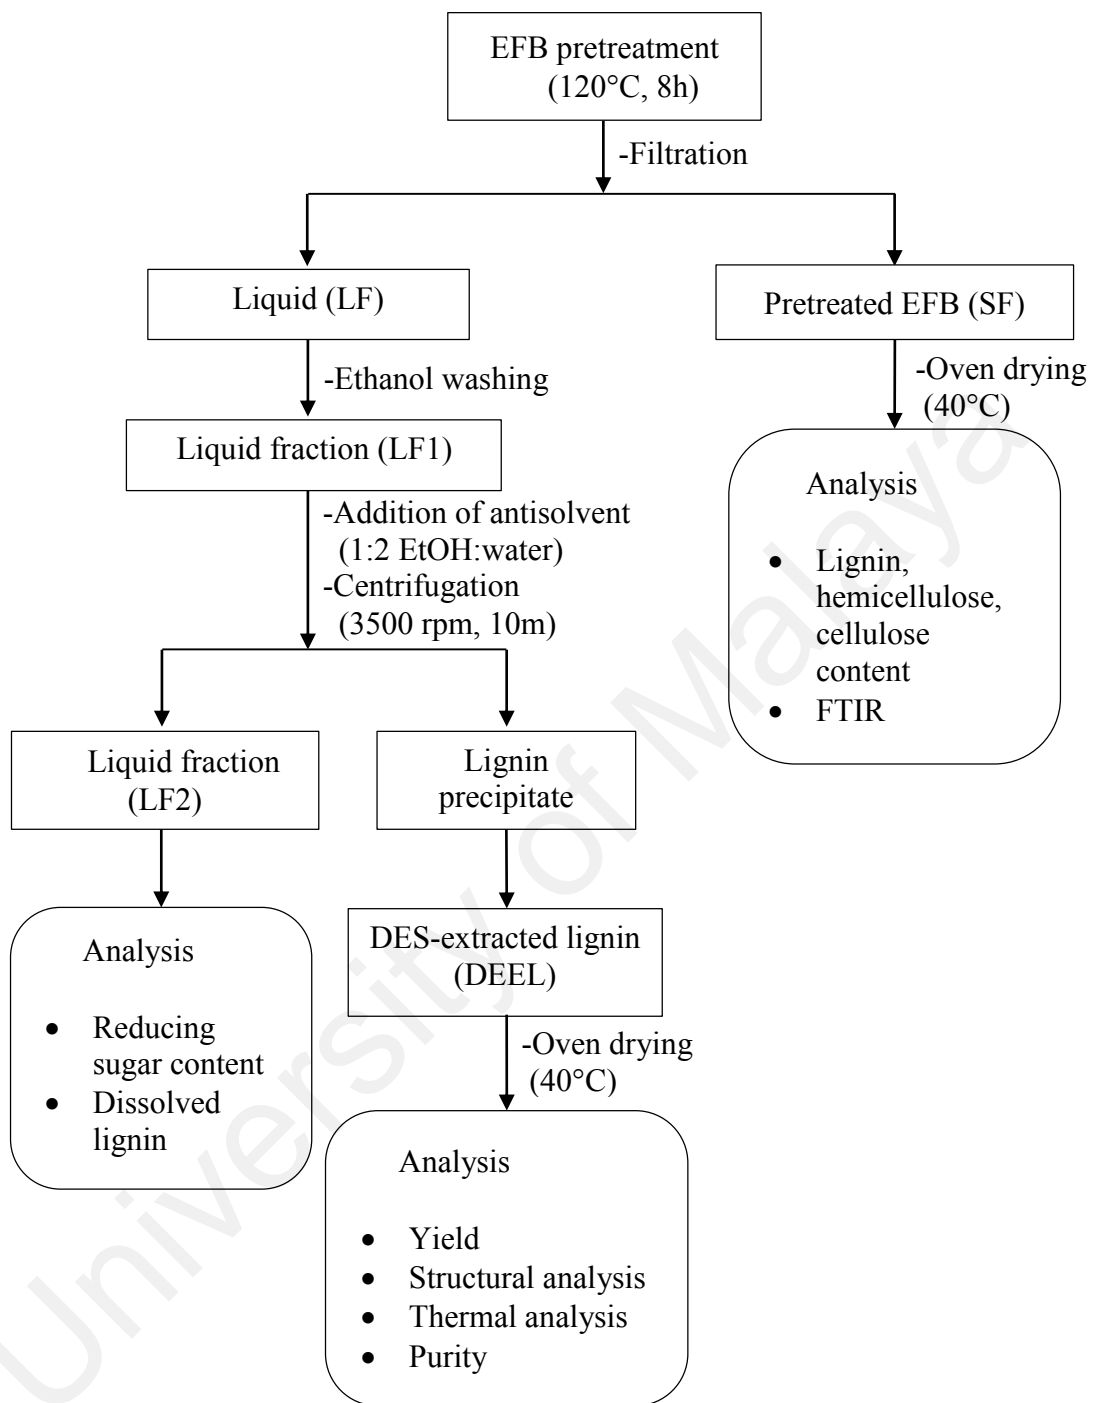 EFB pretreatment
(120°C, 8h)
-Filtration
Liquid (LF)
Pretreated EFB (SF)
-Ethanol washing
-Oven drying
(40°C)
Liquid fraction (LF1)
Analysis
• Lignin,
hemicellulose,
cellulose
content
• FTIR
-Addition of antisolvent
(1:2 EtOH:water)
-Centrifugation
(3500 rpm, 10m)
Liquid fraction
(LF2)
Lignin
precipitate
Analysis
• Reducing
sugar content
• Dissolved
lignin
DES-extracted lignin
(DEEL)
-Oven drying
(40°C)
Analysis
• Yield
• Structural analysis
• Thermal analysis
• Purity
University of Malaya